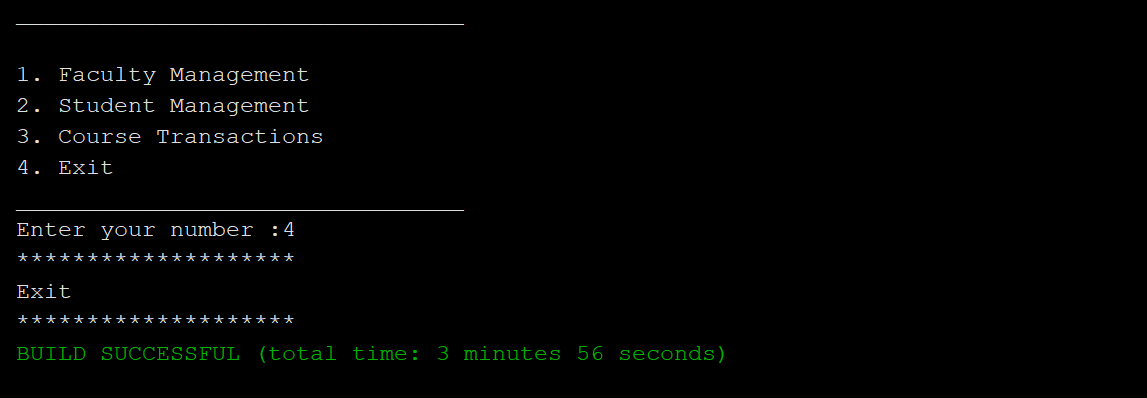 ________________________________
1. Faculty Management
2. Student Management
3. Course Transactions
4. Exit
________________________________
Enter your number :4
********************
Exit
********************
BUILD SUCCESSFUL (total time: 3 minutes 56 seconds)